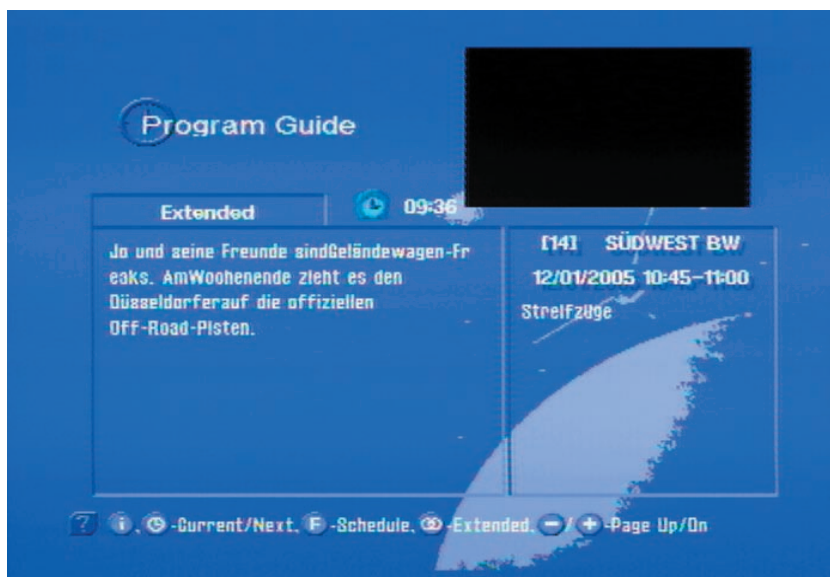 Program Guide
Extended
09:36
Jo und seine Freunde sindGeländewagen-Fr
eaks. AmWochenende zieht es den
Düsseldorferauf die offiziellen
Off-Road-Pisten.
[14] SÜDWEST BW
12/01/2005 10:45-11:00
Streifzüge
? i, -Current/Next, F -Schedule, -Extended, - / + -Page Up/Dn